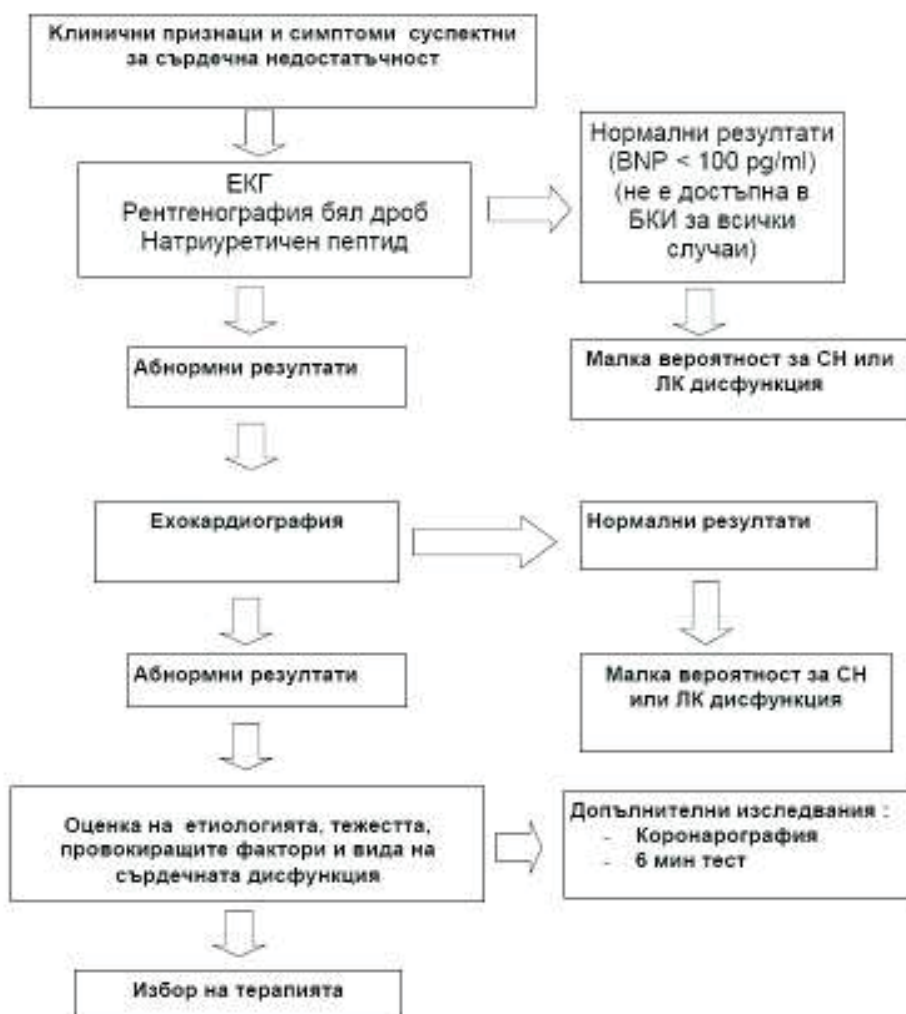 Клинични признаци и симптоми суспектни
за сърдечна недостатъчност
ЕКГ
Рентгенография бял дроб
Натриуретичен пептид
Нормални резултати
(BNP < 100 pg/ml)
(не е достъпна в
БКИ за всички
случаи)
Абнормни резултати
Малка вероятност за СН или
ЛК дисфункция
Ехокардиография
Нормални резултати
Абнормни резултати
Малка вероятност за СН
или ЛК дисфункция
Оценка на етиологията, тежестта,
провокиращите фактори и вида на
сърдечната дисфункция
Допълнителни изследвания :
- Коронарография
- 6 мин тест
Избор на терапията